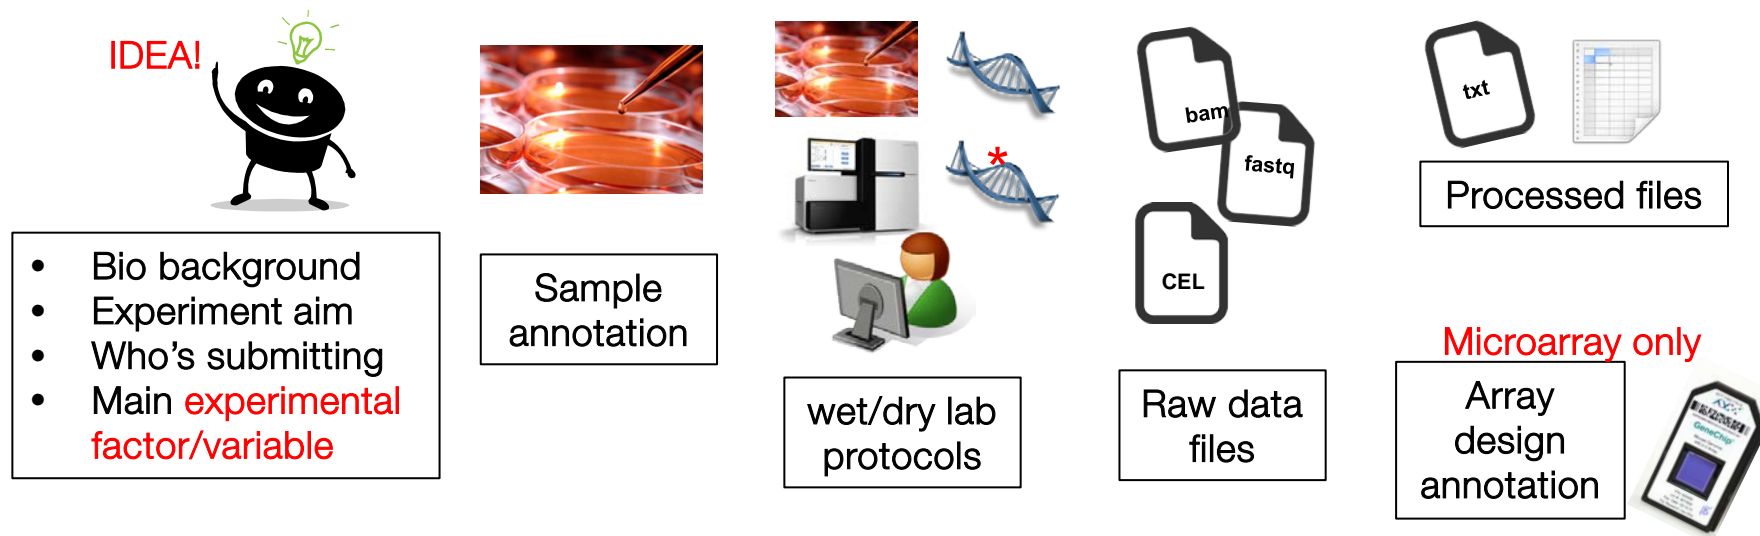 IDEA!
• Bio background
• Experiment aim
• Who's submitting
• Main experimental
factor/variable
Sample
annotation
*
wet/dry lab
protocols
bam
fastq
CEL
Raw data
files
txt
Processed files
Microarray only
Array
design
annotation
GeneChip